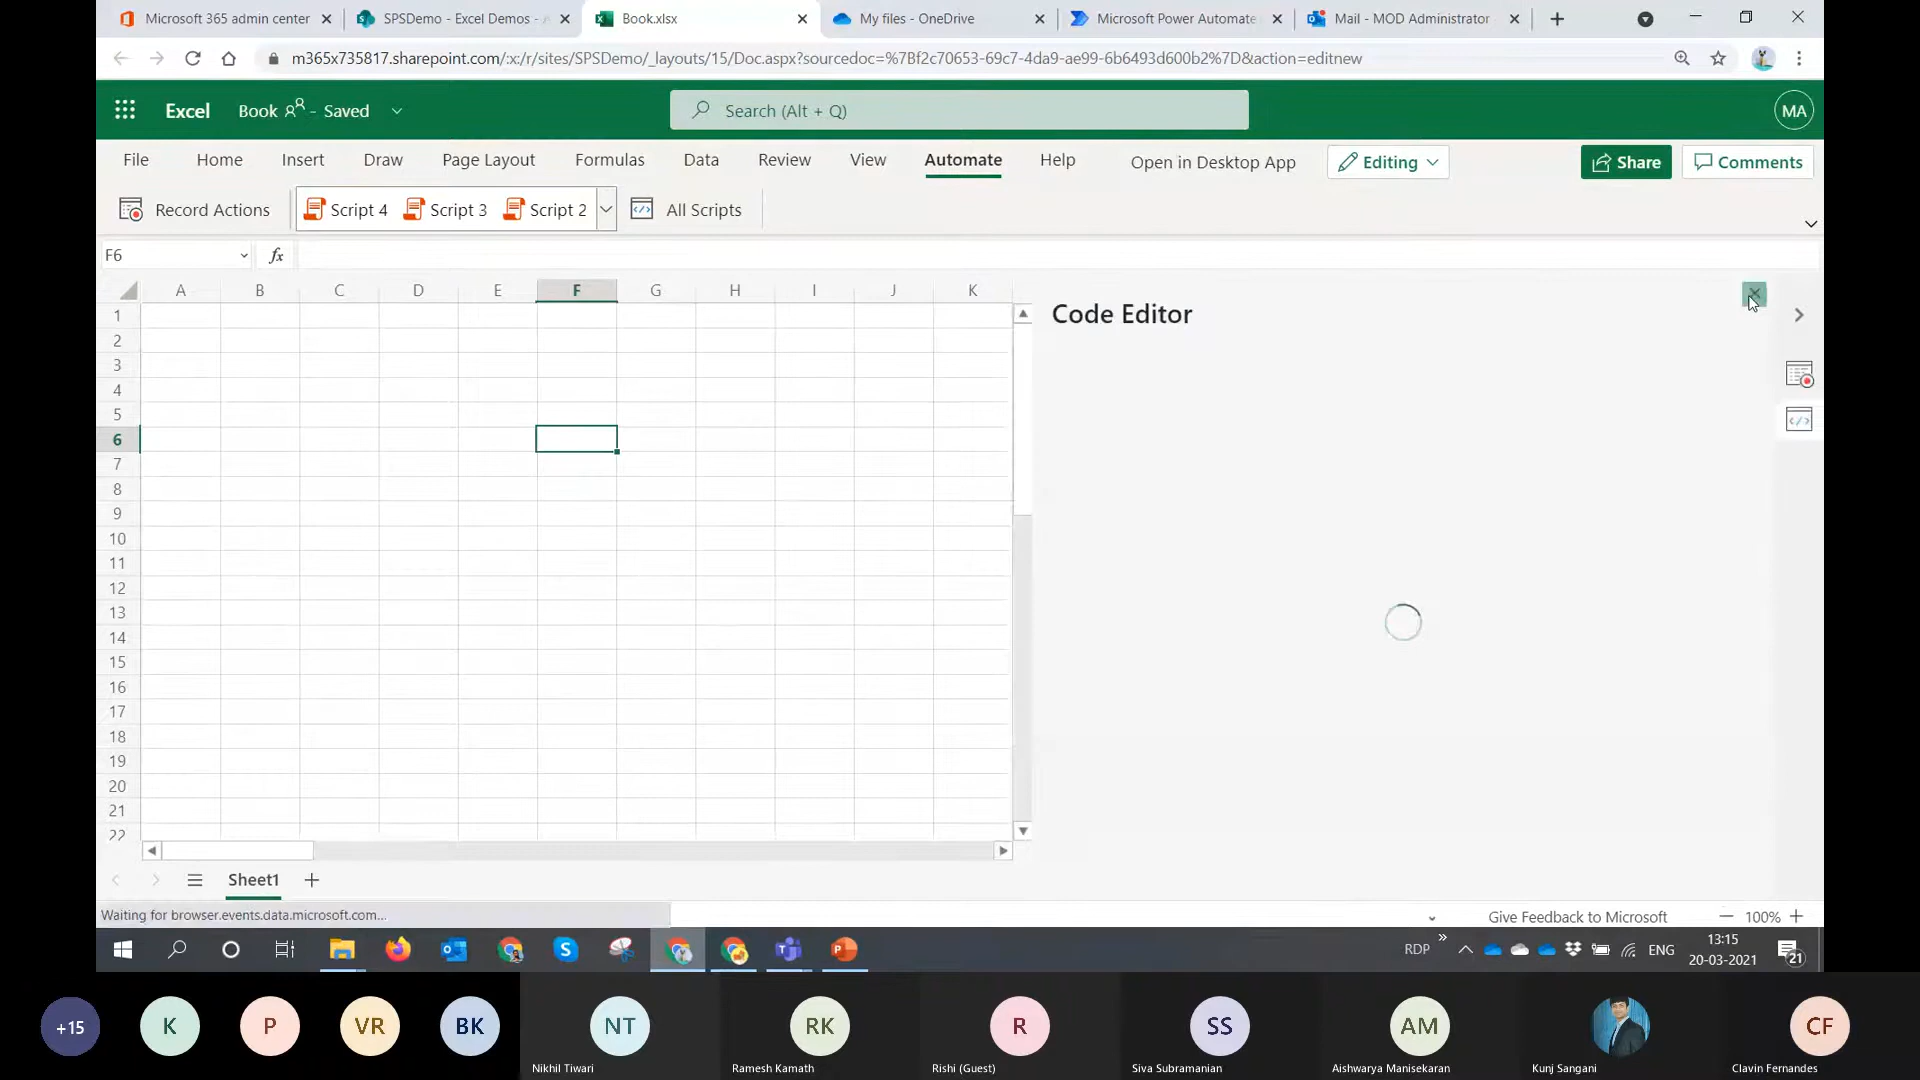 Microsoft 365 admin center
SPSDemo - Excel Demos -
Book.xlsx
My files - OneDrive
Microsoft Power Automate
Mail - MOD Administrator
m365x735817.sharepoint.com/:x:/r/sites/SPSDemo/_layouts/15/Doc.aspx?sourcedoc=%7Bf2c70653-69c7-4da9-ae99-6b6493d600b2%7D&action=editnew
Excel Book - Saved
Search (Alt + Q)
MA
File Home Insert Draw Page Layout Formulas Data Review View Automate Help Open in Desktop App Editing Share Comments
Record Actions Script 4 Script 3 Script 2 All Scripts
F6 fx
A B C D E F G H I J K
Code Editor
1
2
3
4
5
6
7
8
9
10
11
12
13
14
15
16
17
18
19
20
21
22
Sheet1
Waiting for browser.events.data.microsoft.com...
Give Feedback to Microsoft 100%
RDP ENG 13:15
20-03-2021 21
+15 K P VR BK NT RK R SS AM CF
Nikhil Tiwari Ramesh Kamath Rishi (Guest) Siva Subramanian Aishwarya Manisekaran Kunj Sangani Clavin Fernandes